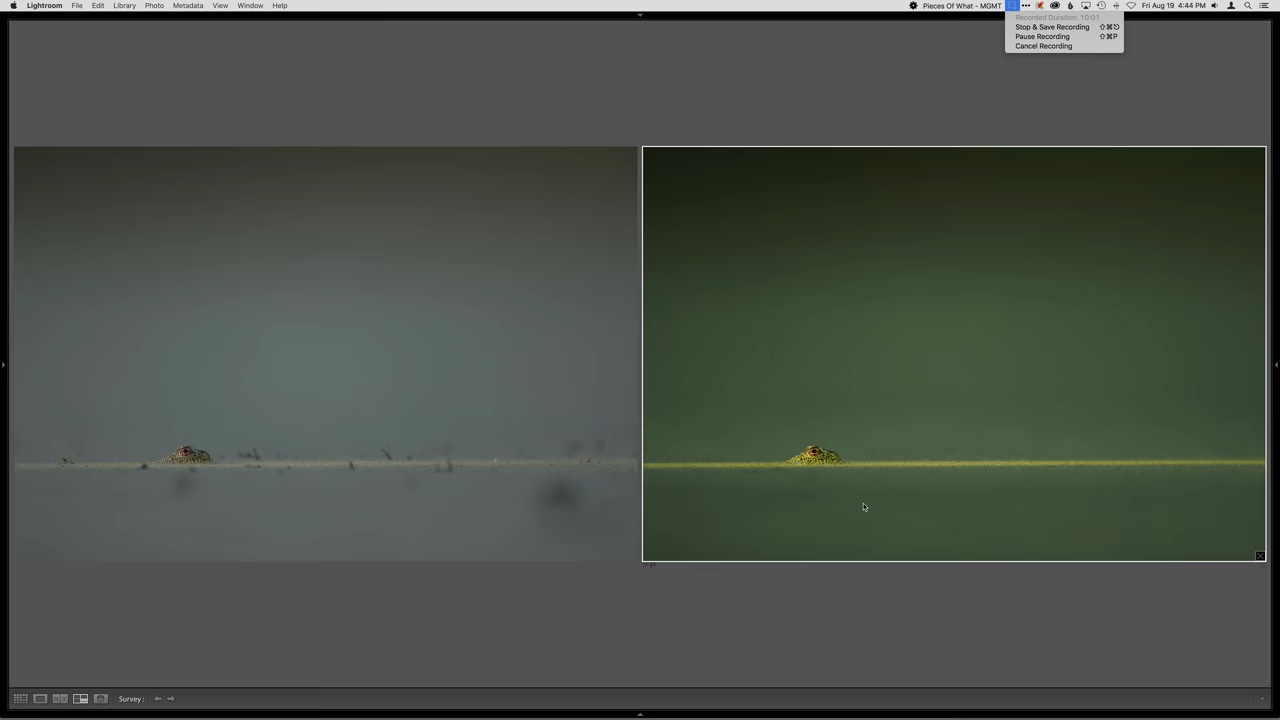 Lightroom File Edit Library Photo Metadata View Window Help Pieces Of What - MGMT Fri Aug 19 4:44 PM
Recorded Duration: 10:01
Stop & Save Recording
Pause Recording ⇧⌘P
Cancel Recording
Survey :